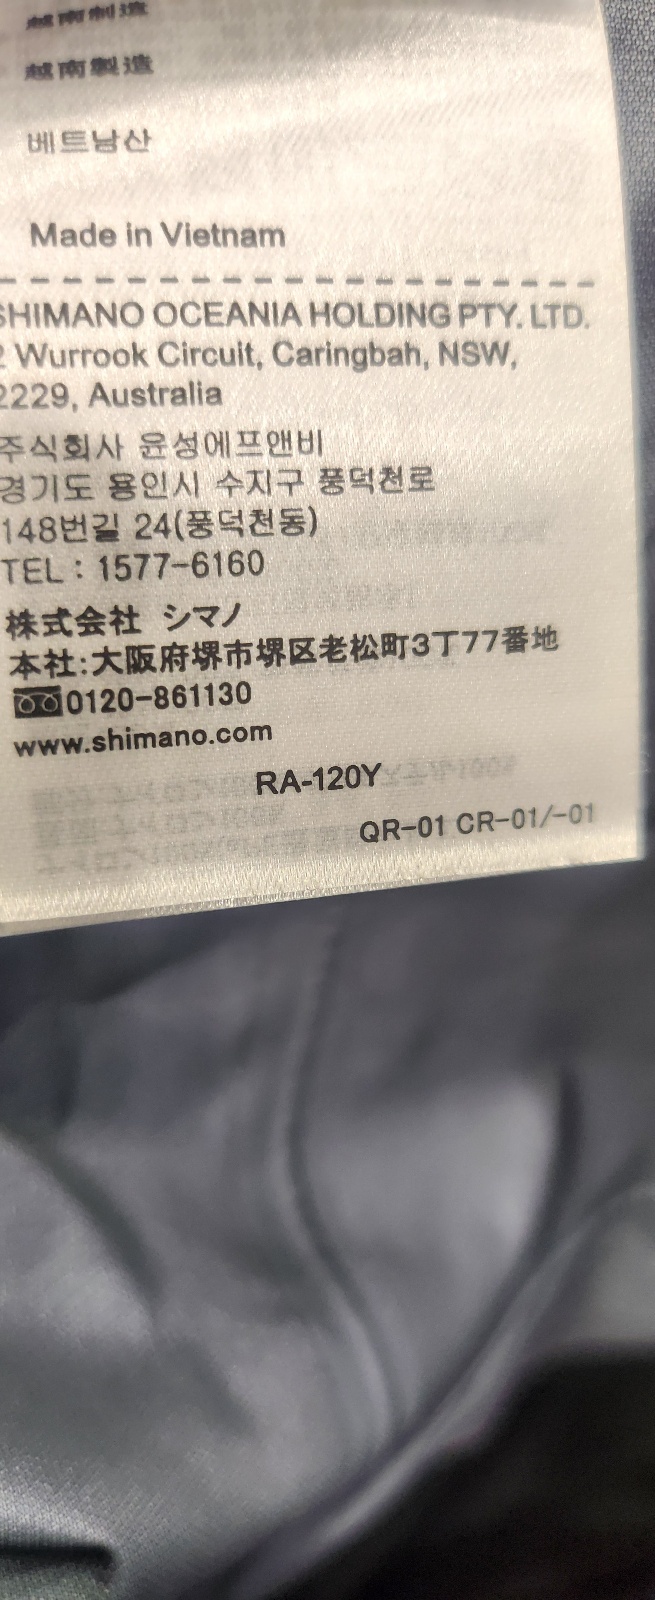 越南制造
越南製造
베트남산
Made in Vietnam
SHIMANO OCEANIA HOLDING PTY. LTD.
2 Wurrook Circuit, Caringbah, NSW,
2229, Australia
주식회사 윤성에프앤비
경기도 용인시 수지구 풍덕천로
148번길 24(풍덕천동)
TEL : 1577-6160
株式会社 シマノ
本社:大阪府堺市堺区老松町3丁77番地
0120-861130
www.shimano.com
RA-120Y
QR-01 CR-01/-01